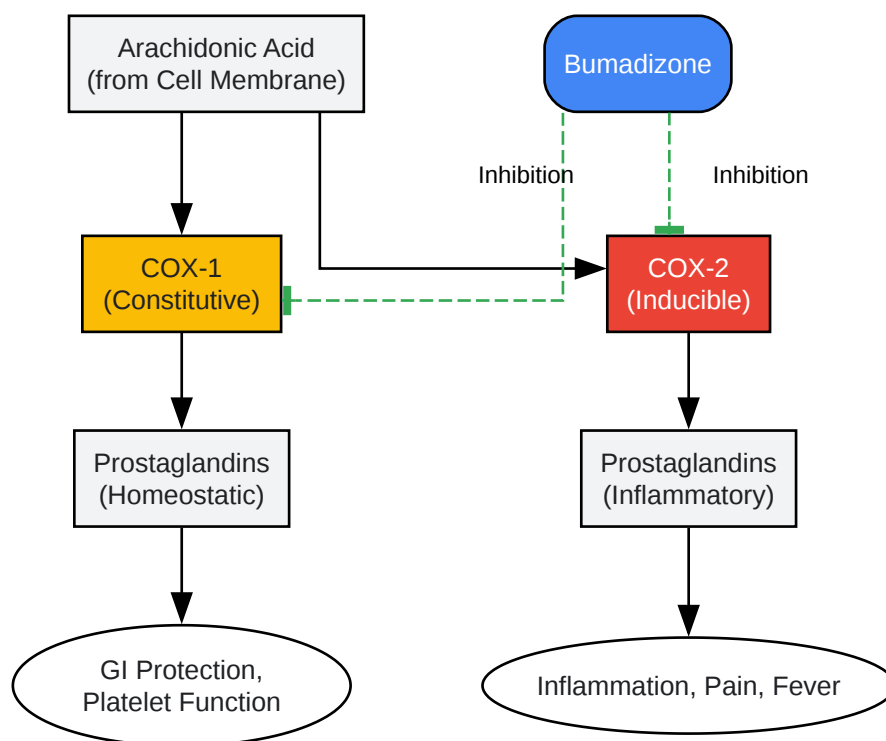 Arachidonic Acid
(from Cell Membrane)
Bumadizone
Inhibition
Inhibition
COX-1
(Constitutive)
COX-2
(Inducible)
Prostaglandins
(Homeostatic)
Prostaglandins
(Inflammatory)
GI Protection,
Platelet Function
Inflammation, Pain, Fever